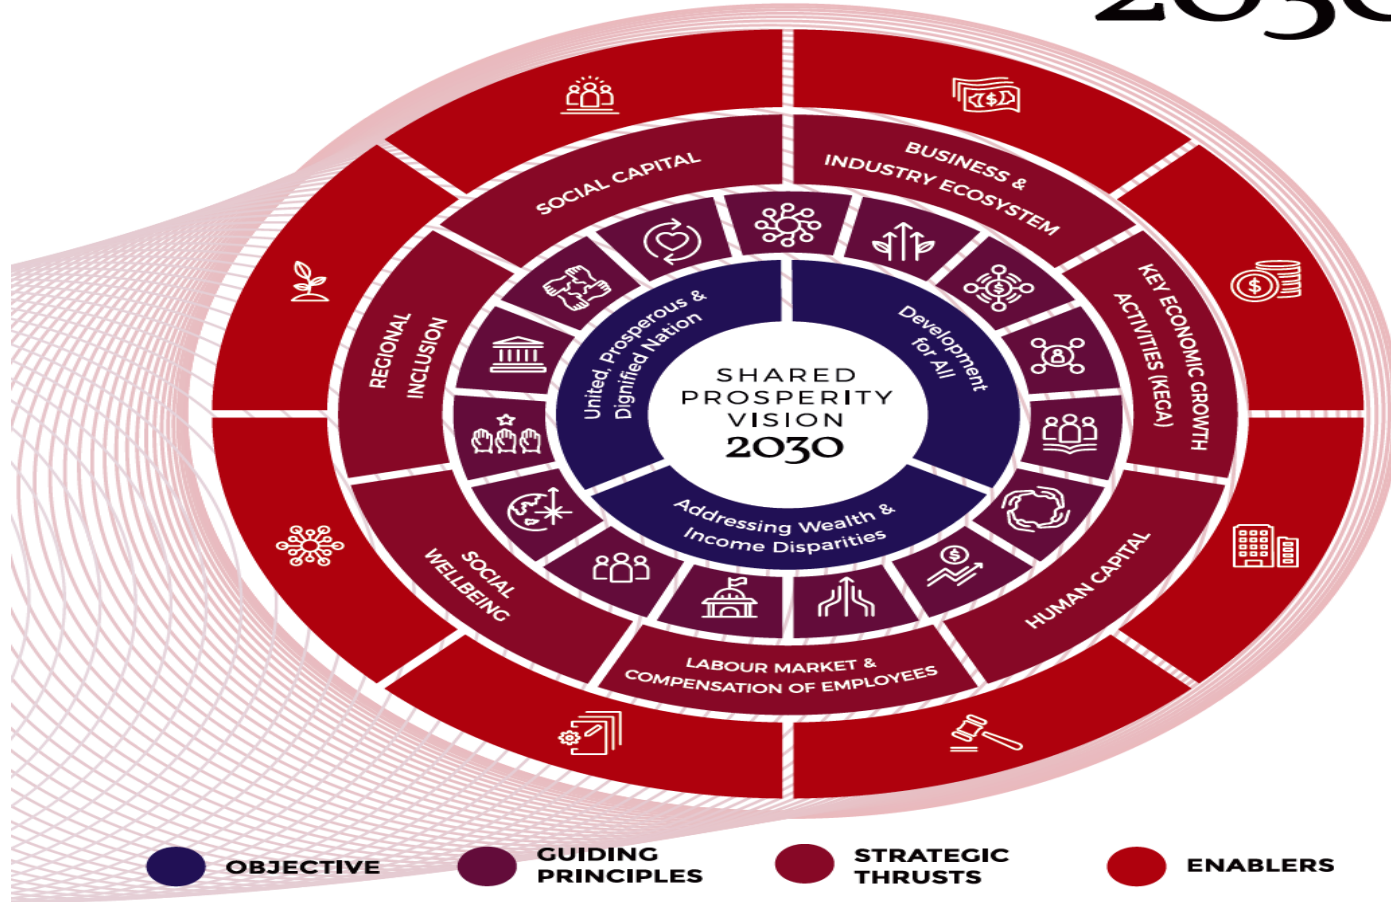 2030
SOCIAL CAPITAL
BUSINESS &
INDUSTRY ECOSYSTEM
KEY ECONOMIC GROWTH
ACTIVITIES (KEGA)
HUMAN CAPITAL
LABOUR MARKET &
COMPENSATION OF EMPLOYEES
SOCIAL
WELLBEING
REGIONAL
INCLUSION
United, Prosperous &
Dignified Nation
Development
for All
Addressing Wealth &
Income Disparities
SHARED
PROSPERITY
VISION
2030
OBJECTIVE
GUIDING
PRINCIPLES
STRATEGIC
THRUSTS
ENABLERS